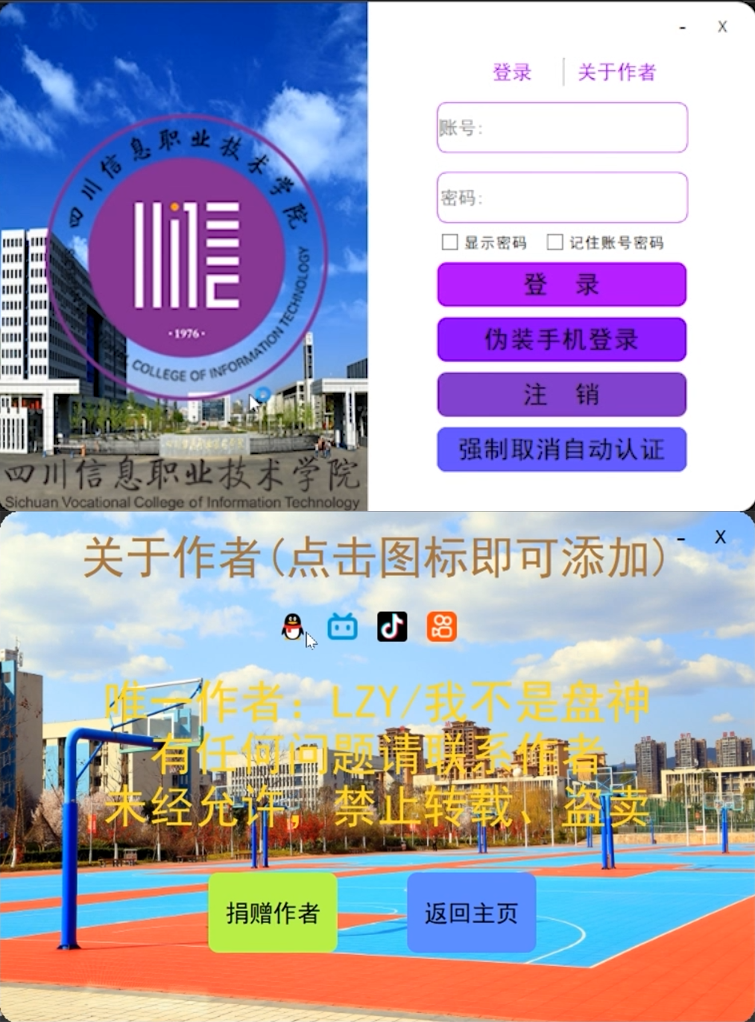 - X
登录 关于作者
四川信息职业技术学院
·1976·
COLLEGE OF INFORMATION TECHNOLOGY
账号:
密码:
显示密码 记住账号密码
登 录
伪装手机登录
注 销
强制取消自动认证
四川信息职业技术学院
Sichuan Vocational College of Information Technology
- X
关于作者(点击图标即可添加)
唯一作者: LZY/我不是盘神
有任何问题请联系作者
未经允许, 禁止转载、盗卖
捐赠作者 返回主页